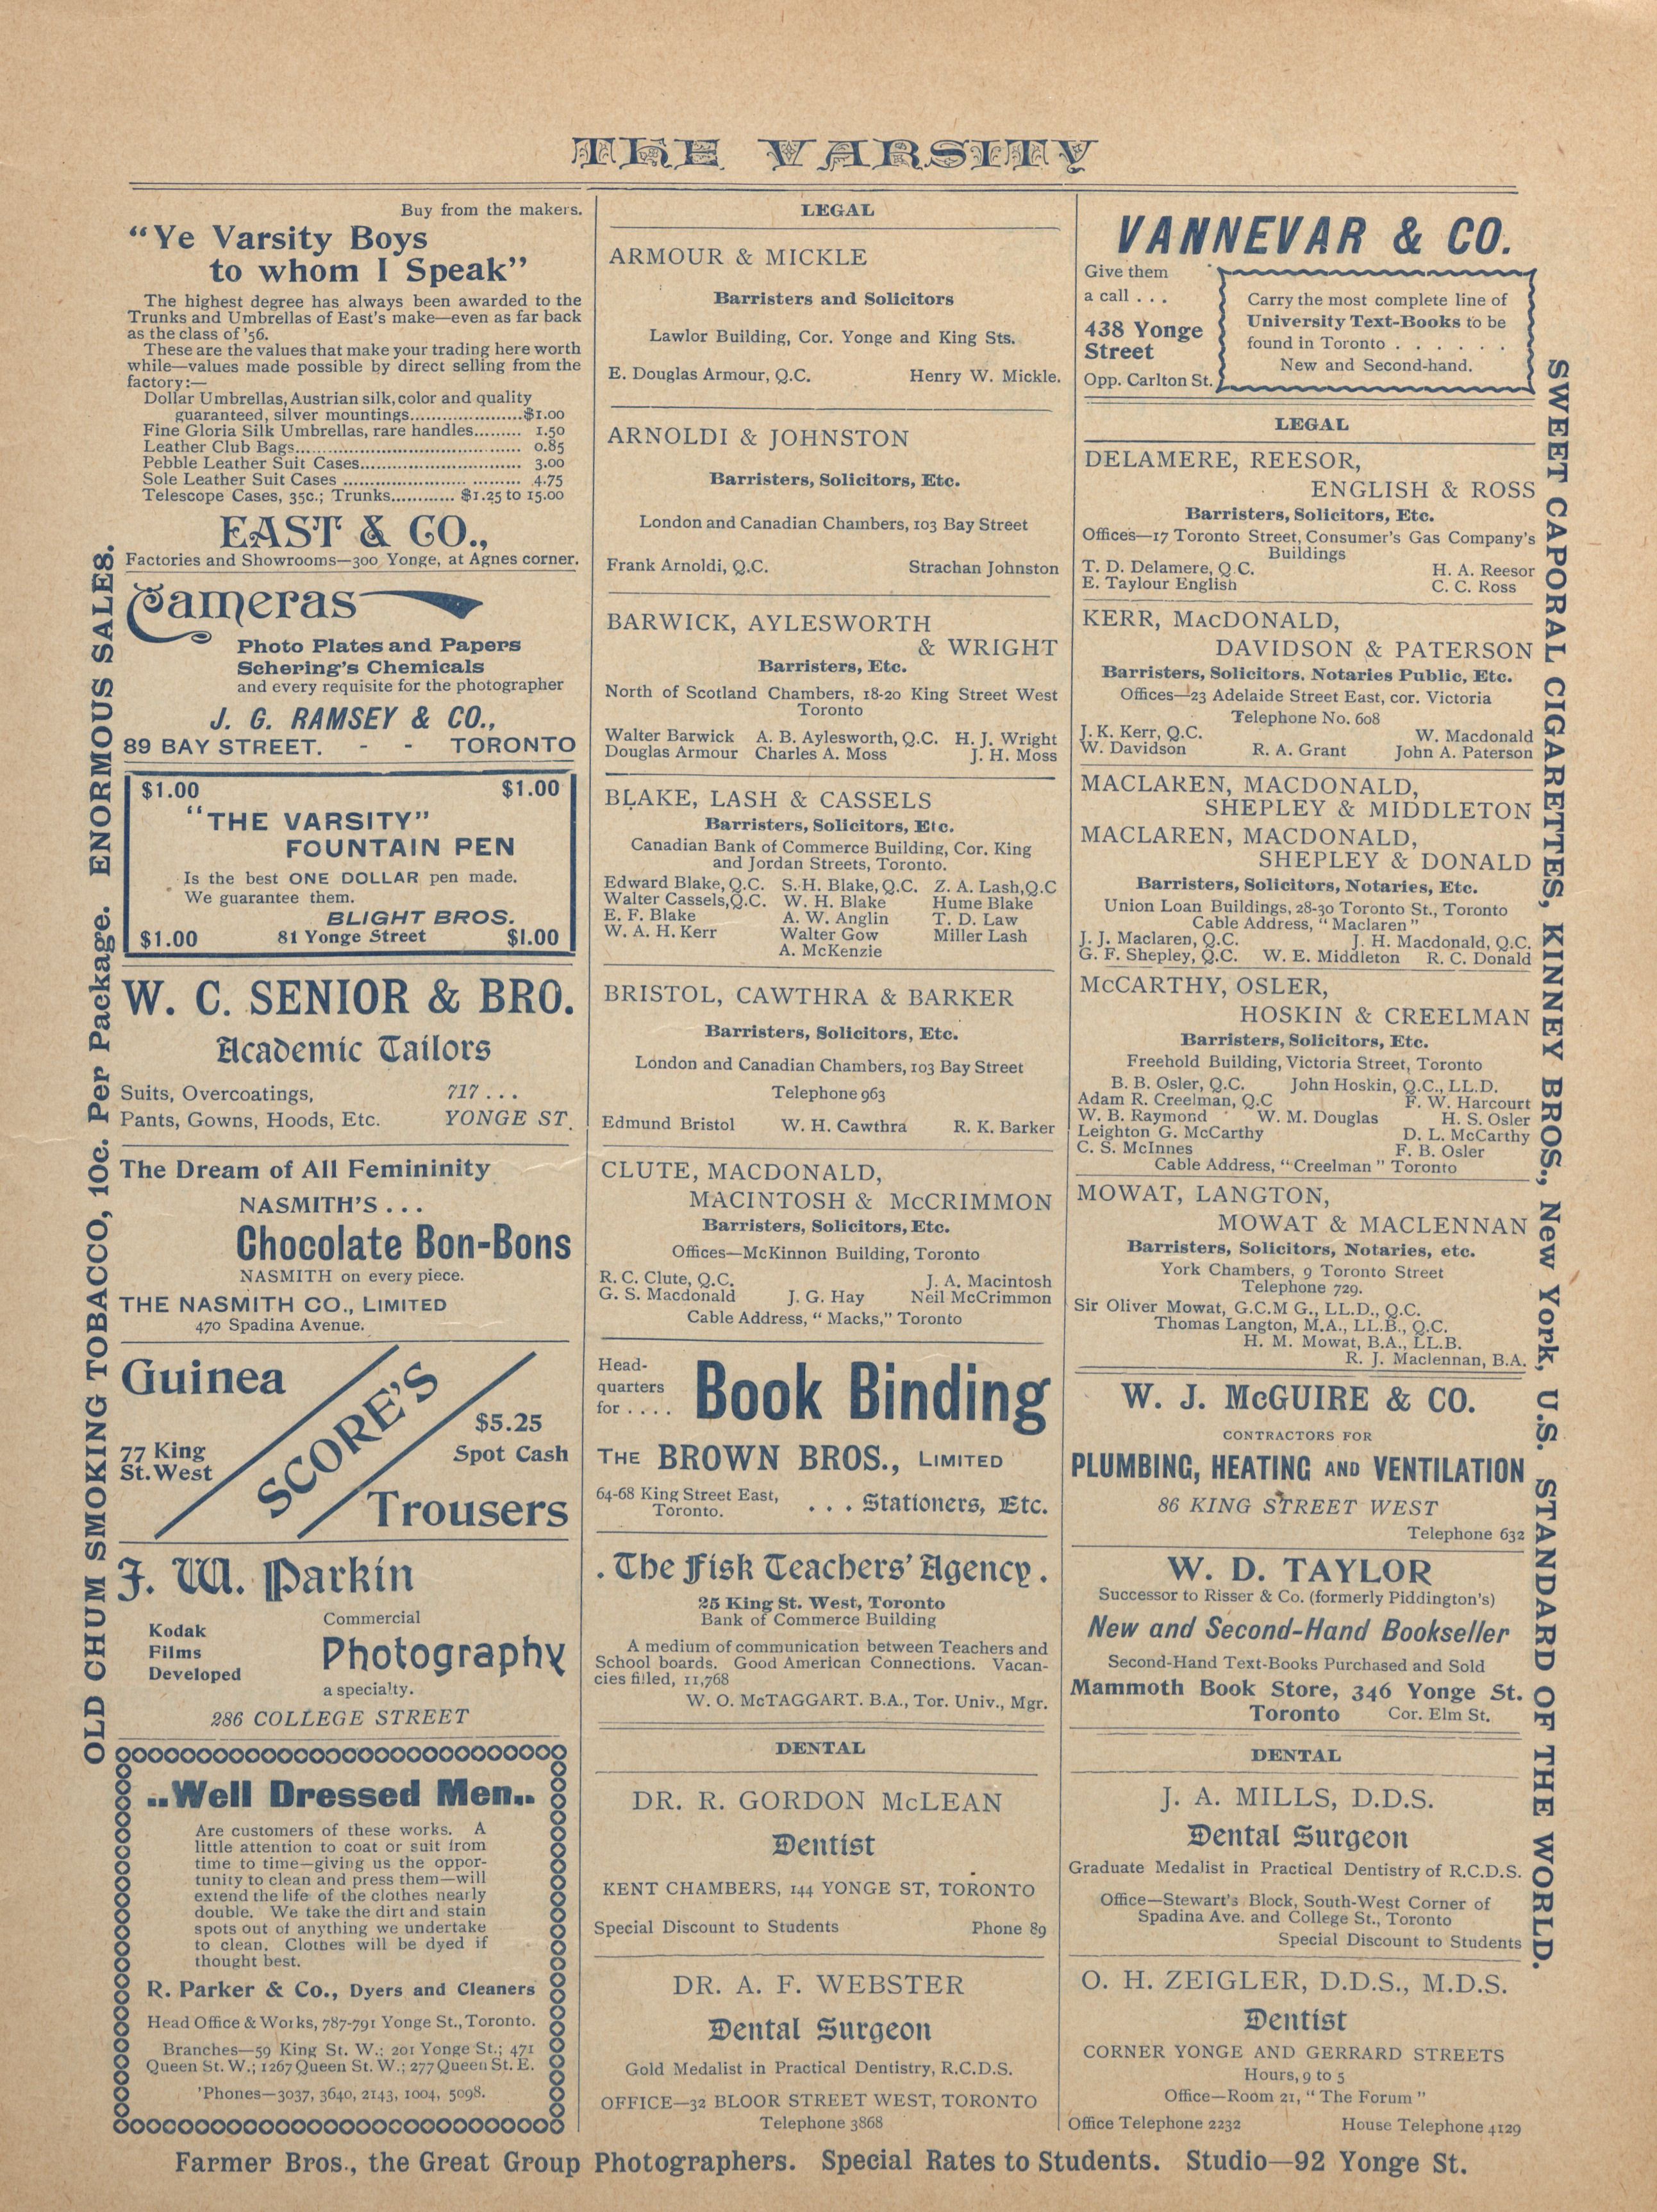 THE VARSITY
Buy from the makers.
"Ye Varsity Boys
to whom I Speak"
The highest degree has always been awarded to the
Trunks and Umbrellas of East's make—even as far back
as the class of '56.
These are the values that make your trading here worth
while—values made possible by direct selling from the
factory:—
Dollar Umbrellas, Austrian silk, color and quality
guaranteed, silver mountings.....................$1.00
Fine Gloria Silk Umbrellas, rare handles......... 1.50
Leather Club Bags............................................. 0.85
Pebble Leather Suit Cases................................ 3.00
Sole Leather Suit Cases ........................ ......... 4.75
Telescope Cases, 35c.; Trunks............ $1.25 to 15.00
EAST & CO.,
Factories and Showrooms—300 Yonge, at Agnes corner.
Cameras
Photo Plates and Papers
Schering's Chemicals
and every requisite for the photographer
J. G. RAMSEY & CO.,
89 BAY STREET. - - TORONTO
$1.00 $1.00
"THE VARSITY"
FOUNTAIN PEN
Is the best ONE DOLLAR pen made.
We guarantee them.
BLIGHT BROS.
$1.00 81 Yonge Street $1.00
W. C. SENIOR & BRO.
Academic Tailors
Suits, Overcoatings, 717 . . .
Pants, Gowns, Hoods, Etc. YONGE ST.
The Dream of All Femininity
NASMITH'S . . .
Chocolate Bon-Bons
NASMITH on every piece.
THE NASMITH CO., LIMITED
470 Spadina Avenue.
Guinea
SCORE'S
$5.25
77 King Spot Cash
St. West
Trousers
J. W. Parkin
Commercial
Kodak
Films
Developed
Photography
a specialty.
286 COLLEGE STREET
..Well Dressed Men..
Are customers of these works. A
little attention to coat or suit from
time to time—giving us the oppor-
tunity to clean and press them—will
extend the life of the clothes nearly
double. We take the dirt and stain
spots out of anything we undertake
to clean. Clothes will be dyed if
thought best.
R. Parker & Co., Dyers and Cleaners
Head Office & Works, 787-791 Yonge St., Toronto.
Branches—59 King St. W.; 201 Yonge St.; 471
Queen St. W.; 1267 Queen St. W.; 277 Queen St. E.
'Phones—3037, 3640, 2143, 1004, 5098.
OLD CHUM SMOKING TOBACCO, 10c. Per Package. ENORMOUS SALES.
LEGAL
ARMOUR & MICKLE
Barristers and Solicitors
Lawlor Building, Cor. Yonge and King Sts.
E. Douglas Armour, Q.C. Henry W. Mickle.
ARNOLDI & JOHNSTON
Barristers, Solicitors, Etc.
London and Canadian Chambers, 103 Bay Street
Frank Arnoldi, Q.C. Strachan Johnston
BARWICK, AYLESWORTH
& WRIGHT
Barristers, Etc.
North of Scotland Chambers, 18-20 King Street West
Toronto
Walter Barwick A. B. Aylesworth, Q.C. H. J. Wright
Douglas Armour Charles A. Moss J. H. Moss
BLAKE, LASH & CASSELS
Barristers, Solicitors, Etc.
Canadian Bank of Commerce Building, Cor. King
and Jordan Streets, Toronto.
Edward Blake, Q.C. S. H. Blake, Q.C. Z. A. Lash, Q.C
Walter Cassels, Q.C. W. H. Blake Hume Blake
E. F. Blake A. W. Anglin T. D. Law
W. A. H. Kerr Walter Gow Miller Lash
A. McKenzie
BRISTOL, CAWTHRA & BARKER
Barristers, Solicitors, Etc.
London and Canadian Chambers, 103 Bay Street
Telephone 963
Edmund Bristol W. H. Cawthra R. K. Barker
CLUTE, MACDONALD,
MACINTOSH & McCRIMMON
Barristers, Solicitors, Etc.
Offices—McKinnon Building, Toronto
R. C. Clute, Q.C. J. A. Macintosh
G. S. Macdonald J. G. Hay Neil McCrimmon
Cable Address, "Macks," Toronto
Head-
quarters
for . . . .
Book Binding
THE BROWN BROS., LIMITED
64-68 King Street East,
Toronto.
. . . Stationers, Etc.
. The Fisk Teachers' Agency .
25 King St. West, Toronto
Bank of Commerce Building
A medium of communication between Teachers and
School boards. Good American Connections. Vacan-
cies filled, 11,768
W. O. McTAGGART. B.A., Tor. Univ., Mgr.
DENTAL
DR. R. GORDON McLEAN
Dentist
KENT CHAMBERS, 144 YONGE ST, TORONTO
Special Discount to Students Phone 89
DR. A. F. WEBSTER
Dental Surgeon
Gold Medalist in Practical Dentistry, R.C.D.S.
OFFICE—32 BLOOR STREET WEST, TORONTO
Telephone 3868
VANNEVAR & CO.
Give them
a call . . .
438 Yonge
Street
Opp. Carlton St.
Carry the most complete line of
University Text-Books to be
found in Toronto . . . . . .
New and Second-hand.
LEGAL
DELAMERE, REESOR,
ENGLISH & ROSS
Barristers, Solicitors, Etc.
Offices—17 Toronto Street, Consumer's Gas Company's
Buildings
T. D. Delamere, Q C. H. A. Reesor
E. Taylour English C. C. Ross
KERR, MacDONALD,
DAVIDSON & PATERSON
Barristers, Solicitors, Notaries Public, Etc.
Offices—23 Adelaide Street East, cor. Victoria
Telephone No. 608
J. K. Kerr, Q.C. W. Macdonald
W. Davidson R. A. Grant John A. Paterson
MACLAREN, MACDONALD,
SHEPLEY & MIDDLETON
MACLAREN, MACDONALD,
SHEPLEY & DONALD
Barristers, Solicitors, Notaries, Etc.
Union Loan Buildings, 28-30 Toronto St., Toronto
Cable Address, "Maclaren"
J. J. Maclaren, Q.C. J. H. Macdonald, Q.C.
G. F. Shepley, Q.C. W. E. Middleton R. C. Donald
McCARTHY, OSLER,
HOSKIN & CREELMAN
Barristers, Solicitors, Etc.
Freehold Building, Victoria Street, Toronto
B. B. Osler, Q.C. John Hoskin, Q.C., LL.D.
Adam R. Creelman, Q.C F. W. Harcourt
W. B. Raymond W. M. Douglas H. S. Osler
Leighton G. McCarthy D. L. McCarthy
C. S. McInnes F. B. Osler
Cable Address, "Creelman" Toronto
MOWAT, LANGTON,
MOWAT & MACLENNAN
Barristers, Solicitors, Notaries, etc.
York Chambers, 9 Toronto Street
Telephone 729.
Sir Oliver Mowat, G.C.M G., LL.D., Q.C.
Thomas Langton, M.A., LL.B., Q.C.
H. M. Mowat, B.A., LL.B.
R. J. Maclennan, B.A.
W. J. McGUIRE & CO.
CONTRACTORS FOR
PLUMBING, HEATING AND VENTILATION
86 KING STREET WEST
Telephone 632
W. D. TAYLOR
Successor to Risser & Co. (formerly Piddington's)
New and Second-Hand Bookseller
Second-Hand Text-Books Purchased and Sold
Mammoth Book Store, 346 Yonge St.
Toronto Cor. Elm St.
DENTAL
J. A. MILLS, D.D.S.
Dental Surgeon
Graduate Medalist in Practical Dentistry of R.C.D.S.
Office—Stewart's Block, South-West Corner of
Spadina Ave. and College St., Toronto
Special Discount to Students
O. H. ZEIGLER, D.D.S., M.D.S.
Dentist
CORNER YONGE AND GERRARD STREETS
Hours, 9 to 5
Office—Room 21, "The Forum"
Office Telephone 2232 House Telephone 4129
SWEET CAPORAL CIGARETTES, KINNEY BROS., New York, U.S. STANDARD OF THE WORLD.
Farmer Bros., the Great Group Photographers. Special Rates to Students. Studio—92 Yonge St.